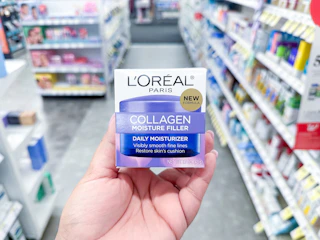 L'ORÉAL
PARIS
NEW
COLLAGEN
MOISTURE FILLER
DAILY MOISTURIZER
Visibly smooth fine lines
Restore skin's cushion